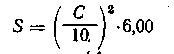 S = (C/10)²·6,00